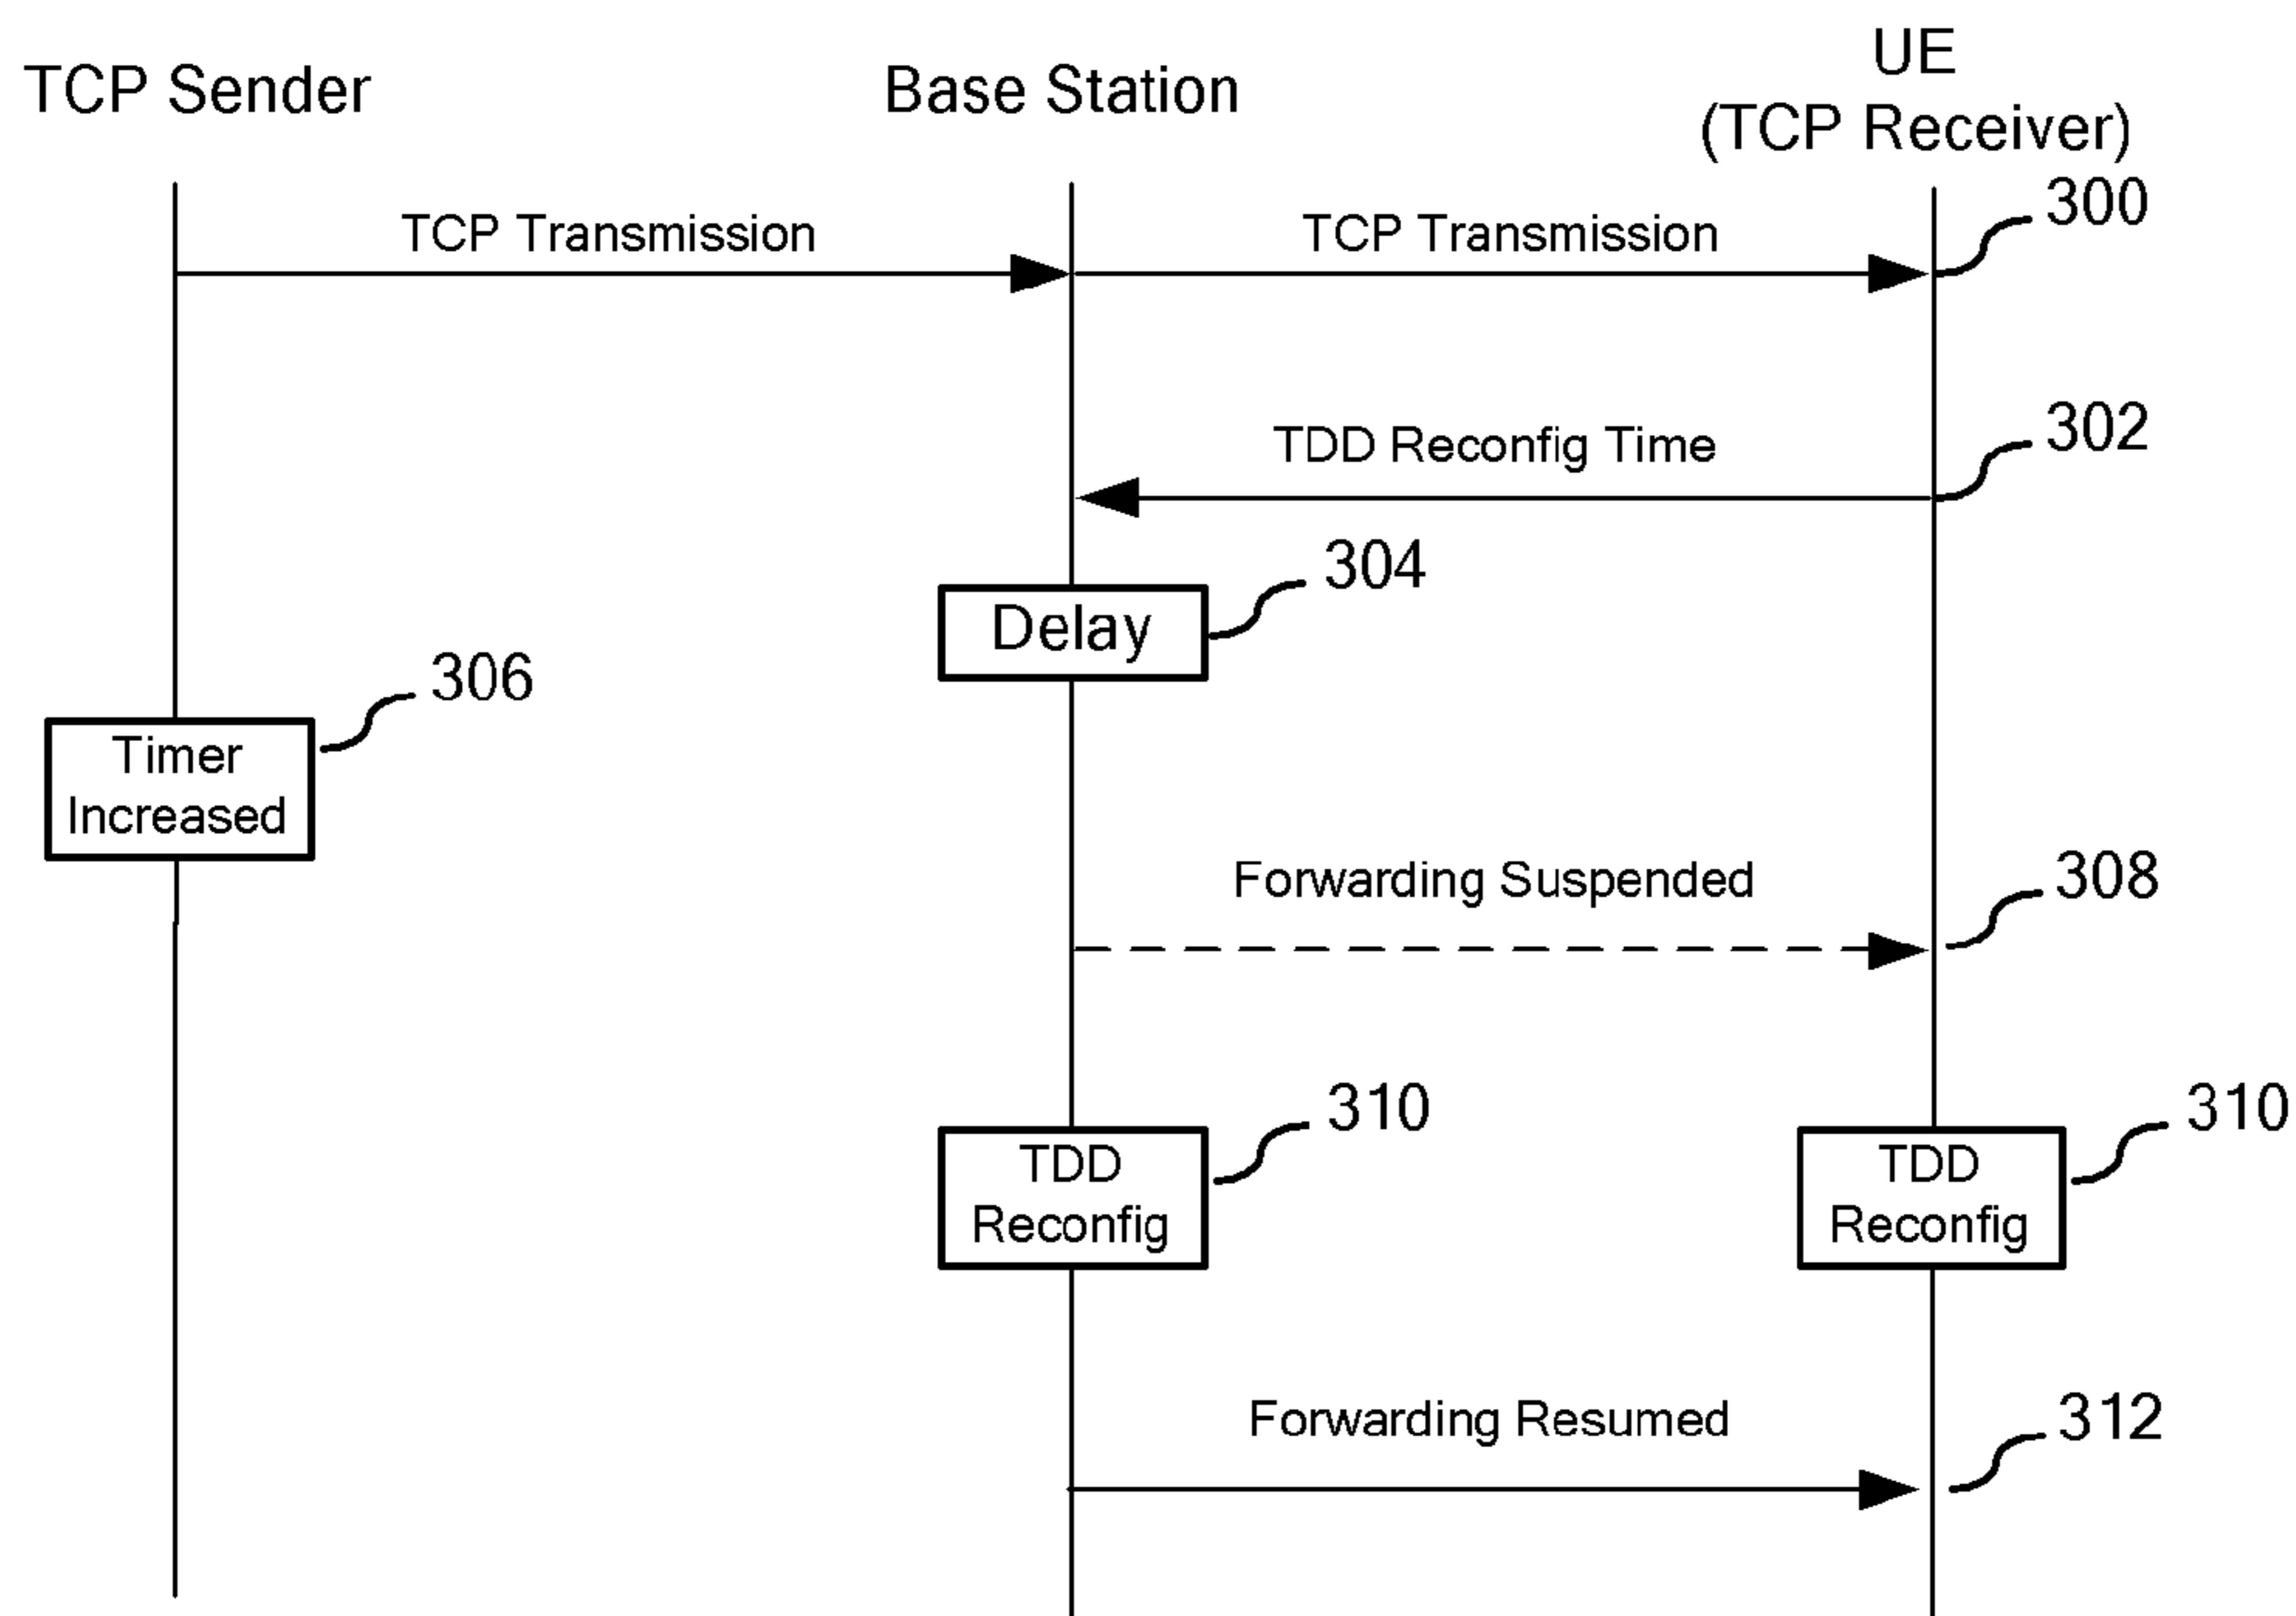 TCP Sender
Base Station
UE
(TCP Receiver)
300
TCP Transmission
TCP Transmission
302
TDD Reconfig Time
304
Delay
306
Timer
Increased
308
Forwarding Suspended
310
310
TDD
Reconfig
TDD
Reconfig
312
Forwarding Resumed